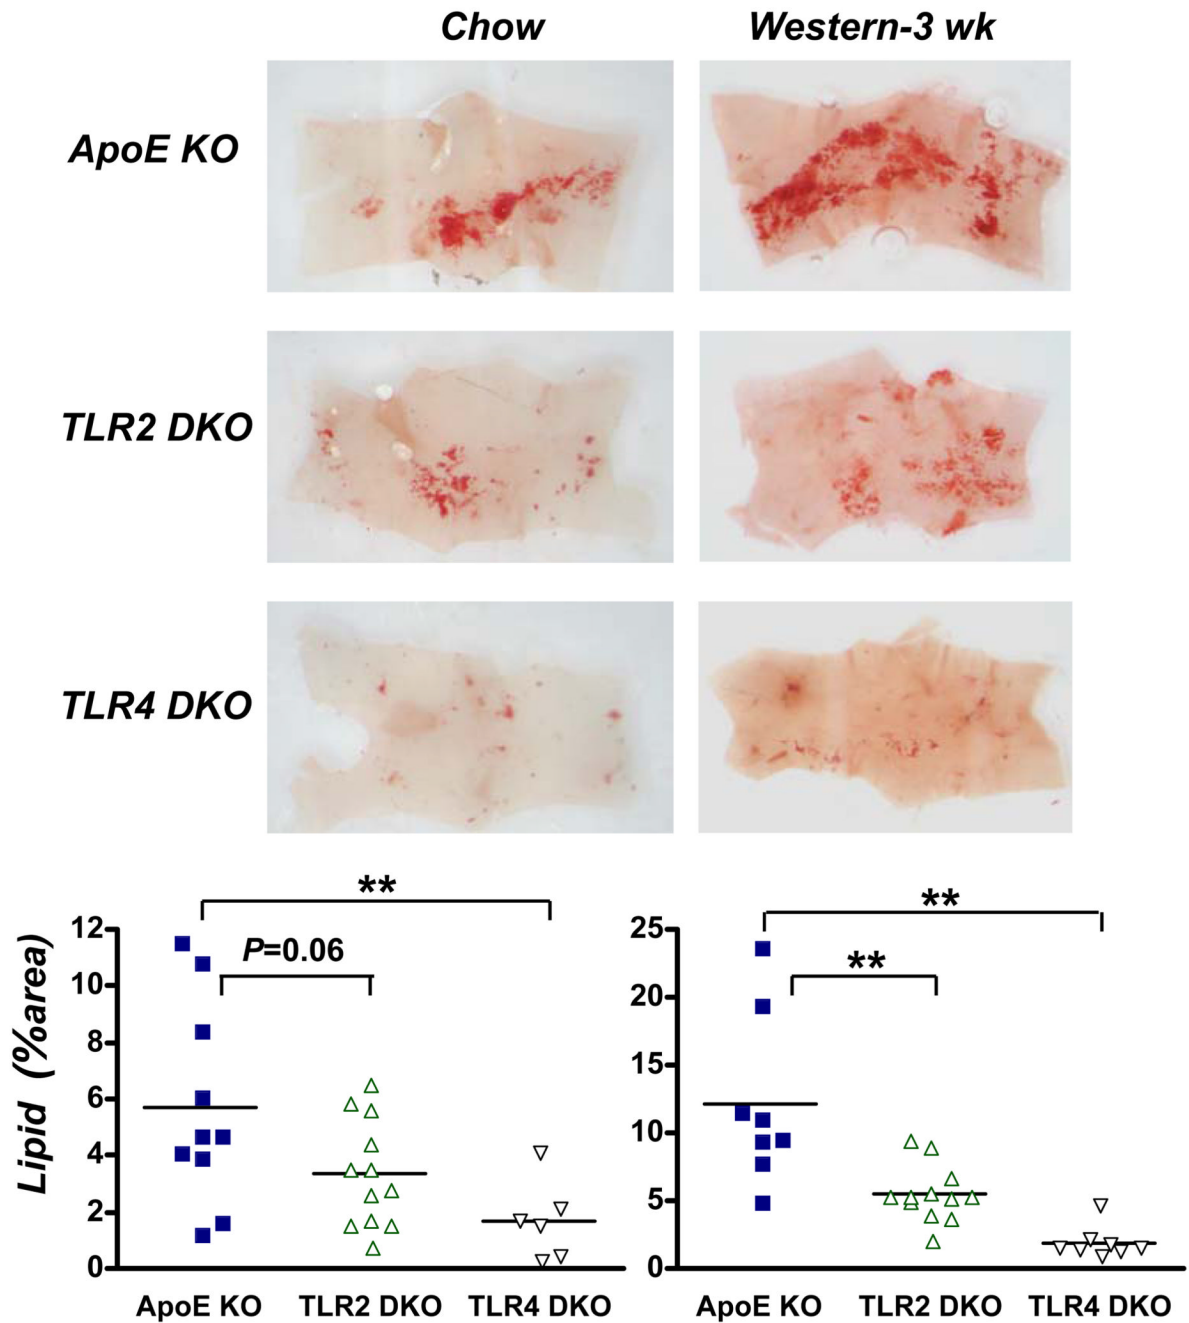 Chow Western-3 wk
ApoE KO
TLR2 DKO
TLR4 DKO
Lipid (%area)
**
P=0.06
12
10
8
6
4
2
0
ApoE KO TLR2 DKO TLR4 DKO
**
**
25
20
15
10
5
0
ApoE KO TLR2 DKO TLR4 DKO